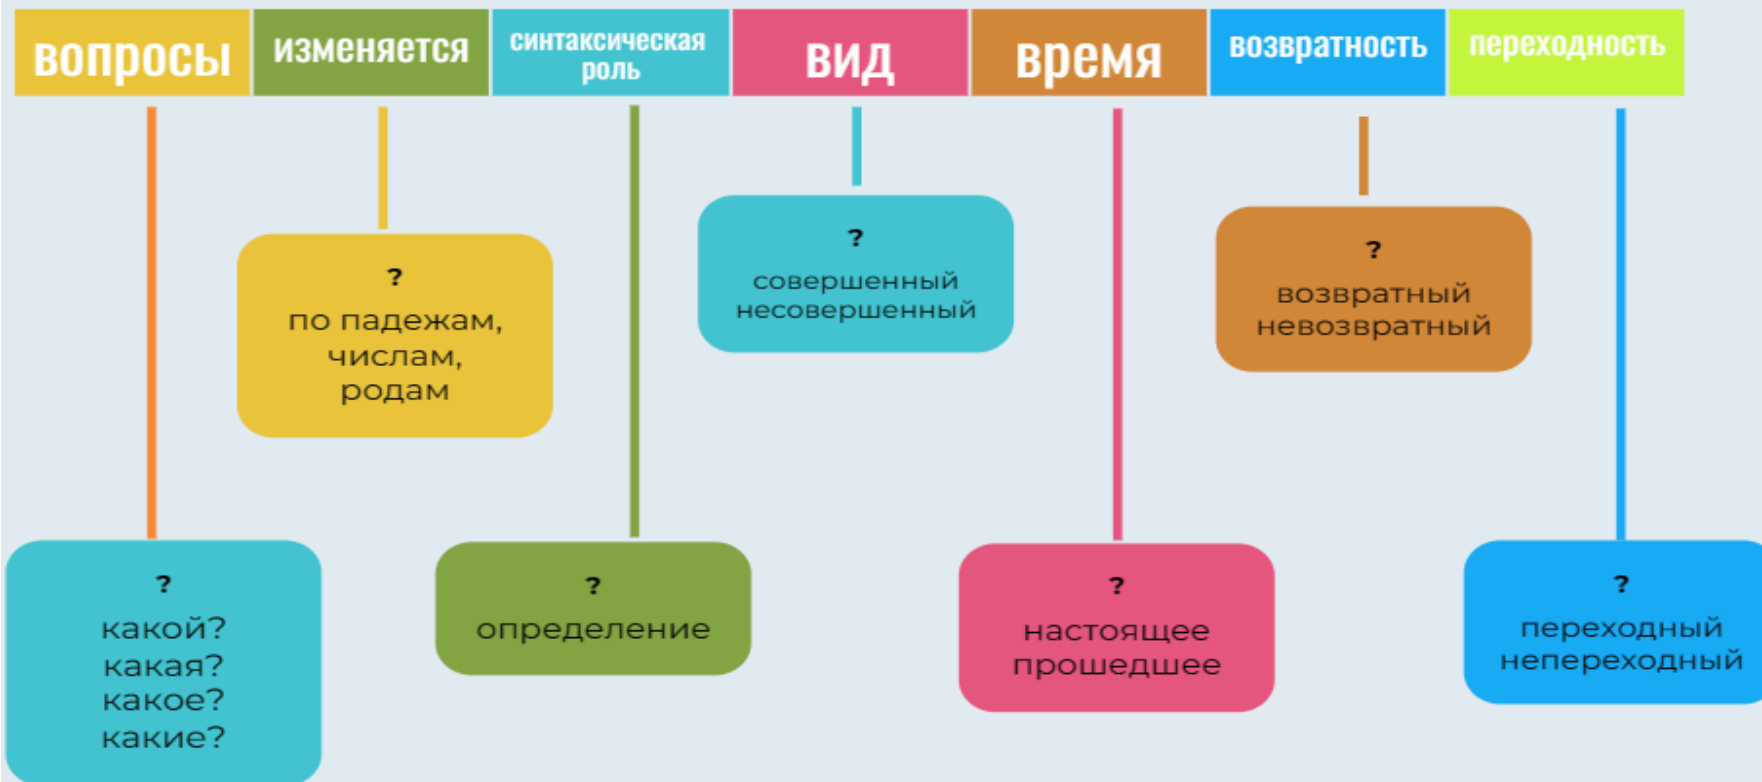 вопросы
изменяется
синтаксическая
роль
вид
время
возвратность
переходность
?
какой?
какая?
какое?
какие?
?
по падежам,
числам,
родам
?
определение
?
совершенный
несовершенный
?
настоящее
прошедшее
?
возвратный
невозвратный
?
переходный
непереходный